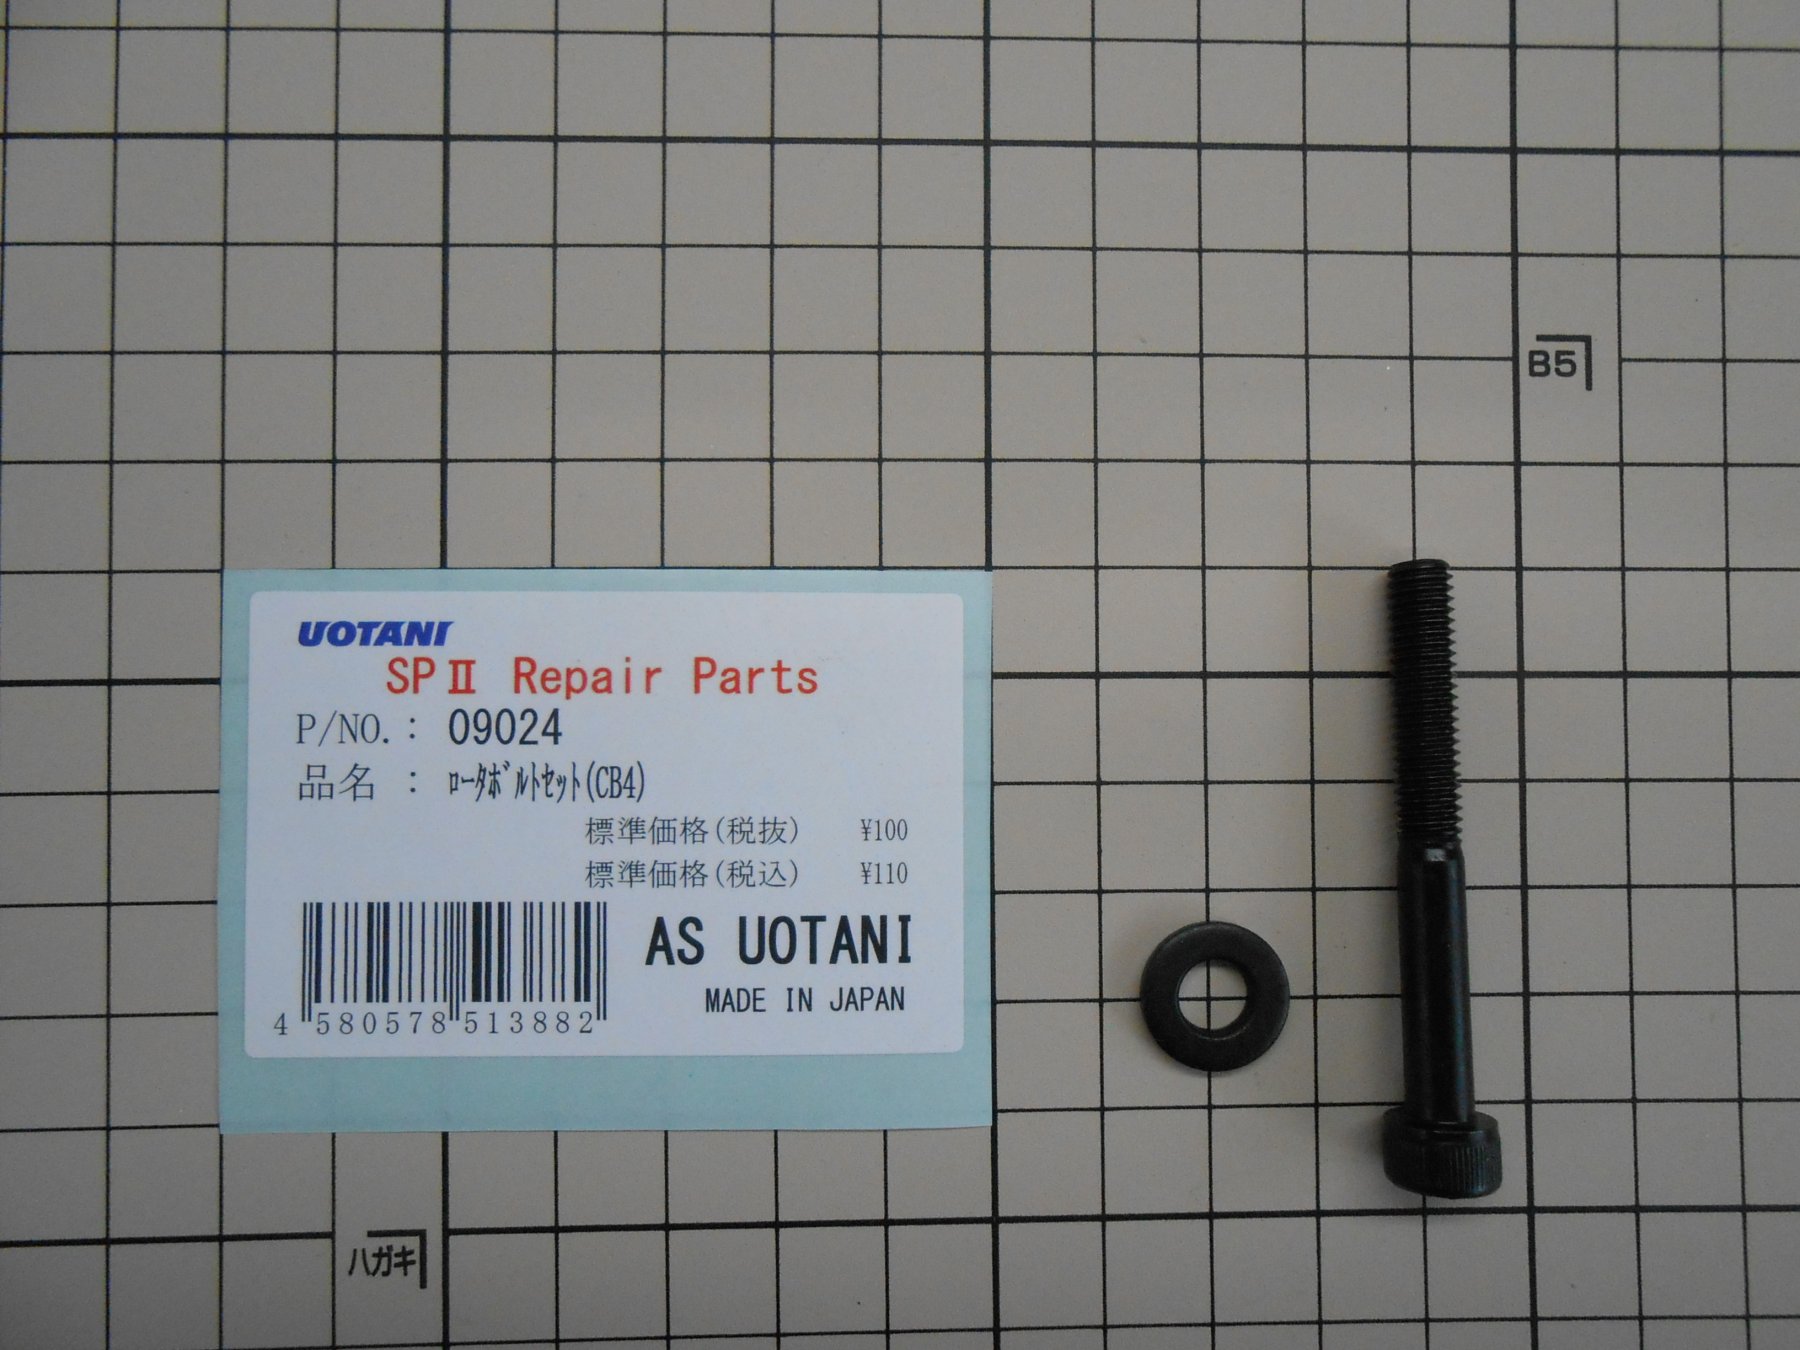 B5
UOTANI
SPⅡ Repair Parts
P/NO.: 09024
品名 : ﾛｰﾀﾎﾞﾙﾄｾｯﾄ(CB4)
標準価格(税抜) ¥100
標準価格(税込) ¥110
AS UOTANI
MADE IN JAPAN
4 580578 513882
ハガキ